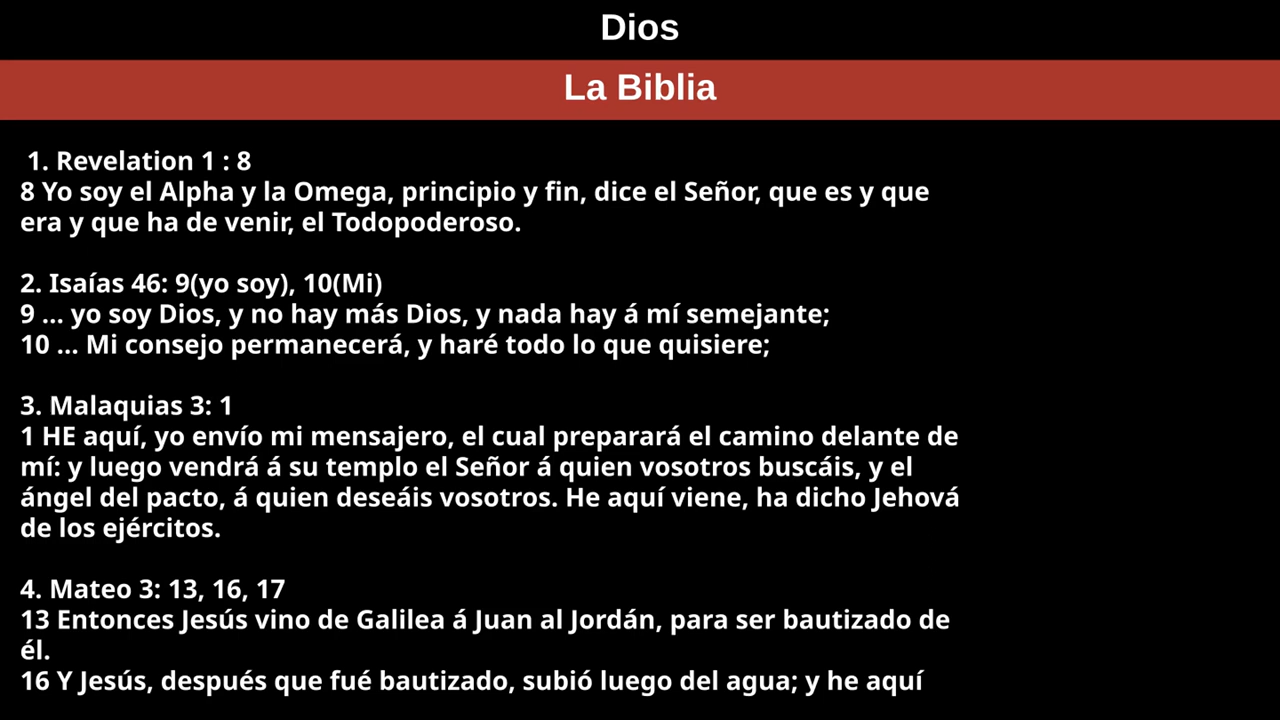 Dios
La Biblia
1. Revelation 1 : 8
8 Yo soy el Alpha y la Omega, principio y fin, dice el Señor, que es y que
era y que ha de venir, el Todopoderoso.
2. Isaías 46: 9(yo soy), 10(Mi)
9 ... yo soy Dios, y no hay más Dios, y nada hay á mí semejante;
10 ... Mi consejo permanecerá, y haré todo lo que quisiere;
3. Malaquias 3: 1
1 HE aquí, yo envío mi mensajero, el cual preparará el camino delante de
mí: y luego vendrá á su templo el Señor á quien vosotros buscáis, y el
ángel del pacto, á quien deseáis vosotros. He aquí viene, ha dicho Jehová
de los ejércitos.
4. Mateo 3: 13, 16, 17
13 Entonces Jesús vino de Galilea á Juan al Jordán, para ser bautizado de
él.
16 Y Jesús, después que fué bautizado, subió luego del agua; y he aquí